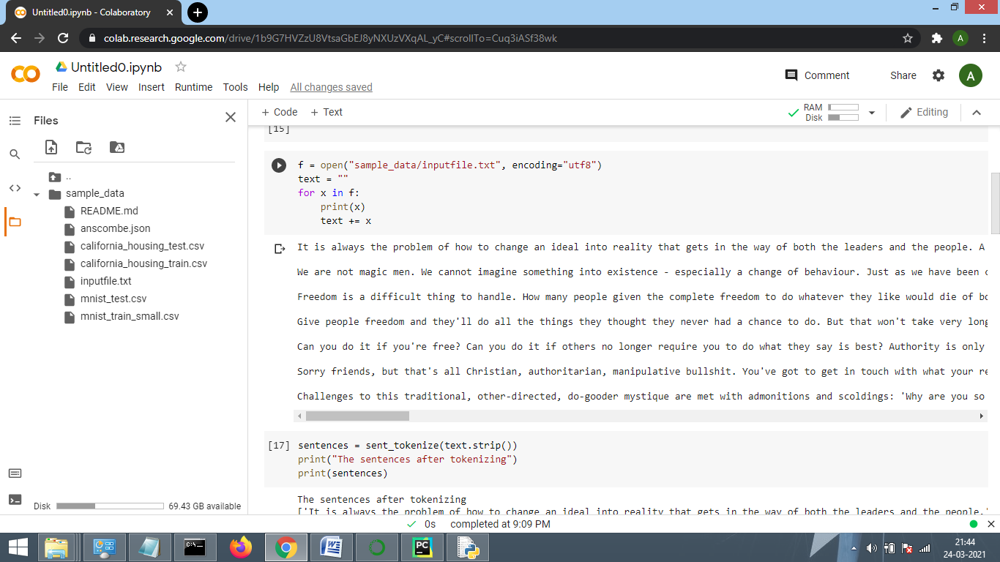 Untitled0.ipynb - Colaboratory
colab.research.google.com/drive/1b9G7HVZzU8VtsaGbEJ8yNXUzVXqAL_yC#scrollTo=Cuq3iASf38wk
A
Untitled0.ipynb
File Edit View Insert Runtime Tools Help All changes saved
Comment Share A
Files
+ Code + Text
RAM
Disk
Editing
..
sample_data
README.md
anscombe.json
california_housing_test.csv
california_housing_train.csv
inputfile.txt
mnist_test.csv
mnist_train_small.csv
Disk 69.43 GB available
[15]
f = open("sample_data/inputfile.txt", encoding="utf8")
text = ""
for x in f:
    print(x)
    text += x
It is always the problem of how to change an ideal into reality that gets in the way of both the leaders and the people. A
We are not magic men. We cannot imagine something into existence - especially a change of behaviour. Just as we have been
Freedom is a difficult thing to handle. How many people given the complete freedom to do whatever they like would die of
Give people freedom and they'll do all the things they thought they never had a chance to do. But that won't take very long
Can you do it if you're free? Can you do it if others no longer require you to do what they say is best? Authority is only
Sorry friends, but that's all Christian, authoritarian, manipulative bullshit. You've got to get in touch with what your re
Challenges to this traditional, other-directed, do-gooder mystique are met with admonitions and scoldings: 'Why are you so
[17] sentences = sent_tokenize(text.strip())
print("The sentences after tokenizing")
print(sentences)
The sentences after tokenizing
['It is always the problem of how to change an ideal into reality that gets in the way of both the leaders and the people.'
0s completed at 9:09 PM
21:44
24-03-2021